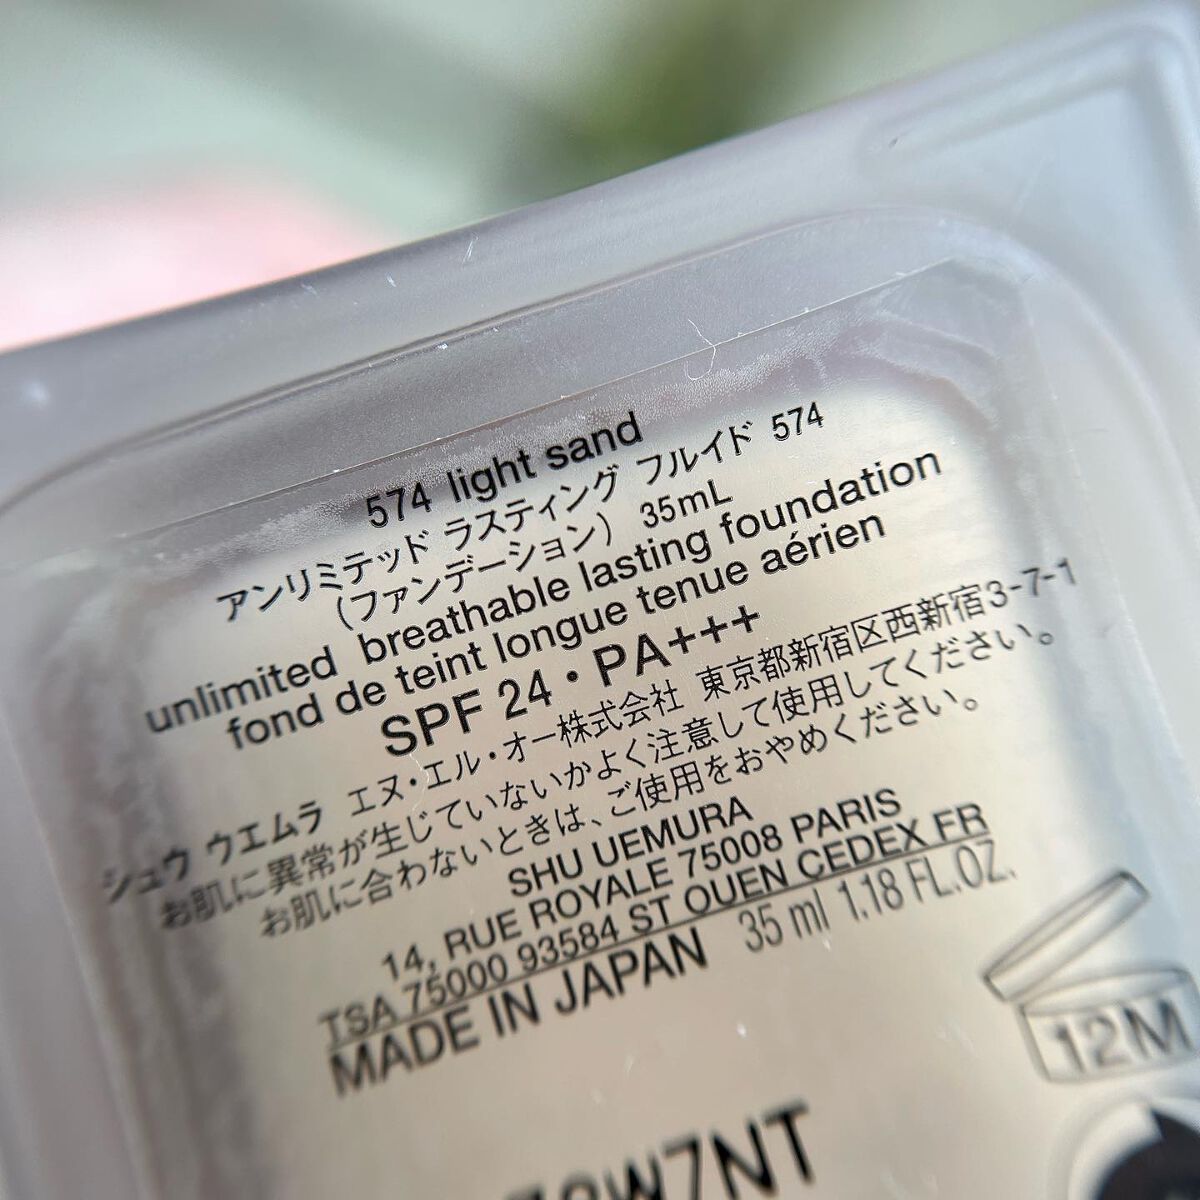 574 light sand
アンリミテッド ラスティング フルイド 574
(ファンデーション) 35mL
unlimited breathable lasting foundation
fond de teint longue tenue aérien
SPF 24・PA+++
シュウ ウエムラ エヌ・エル・オー株式会社 東京都新宿区西新宿3-7-1
お肌に異常が生じていないかよく注意して使用してください。
お肌に合わないときは、ご使用をおやめください。
SHU UEMURA
14, RUE ROYALE 75008 PARIS
TSA 75000 93584 ST OUEN CEDEX FR
MADE IN JAPAN 35 ml 1.18 FL.OZ.
12M